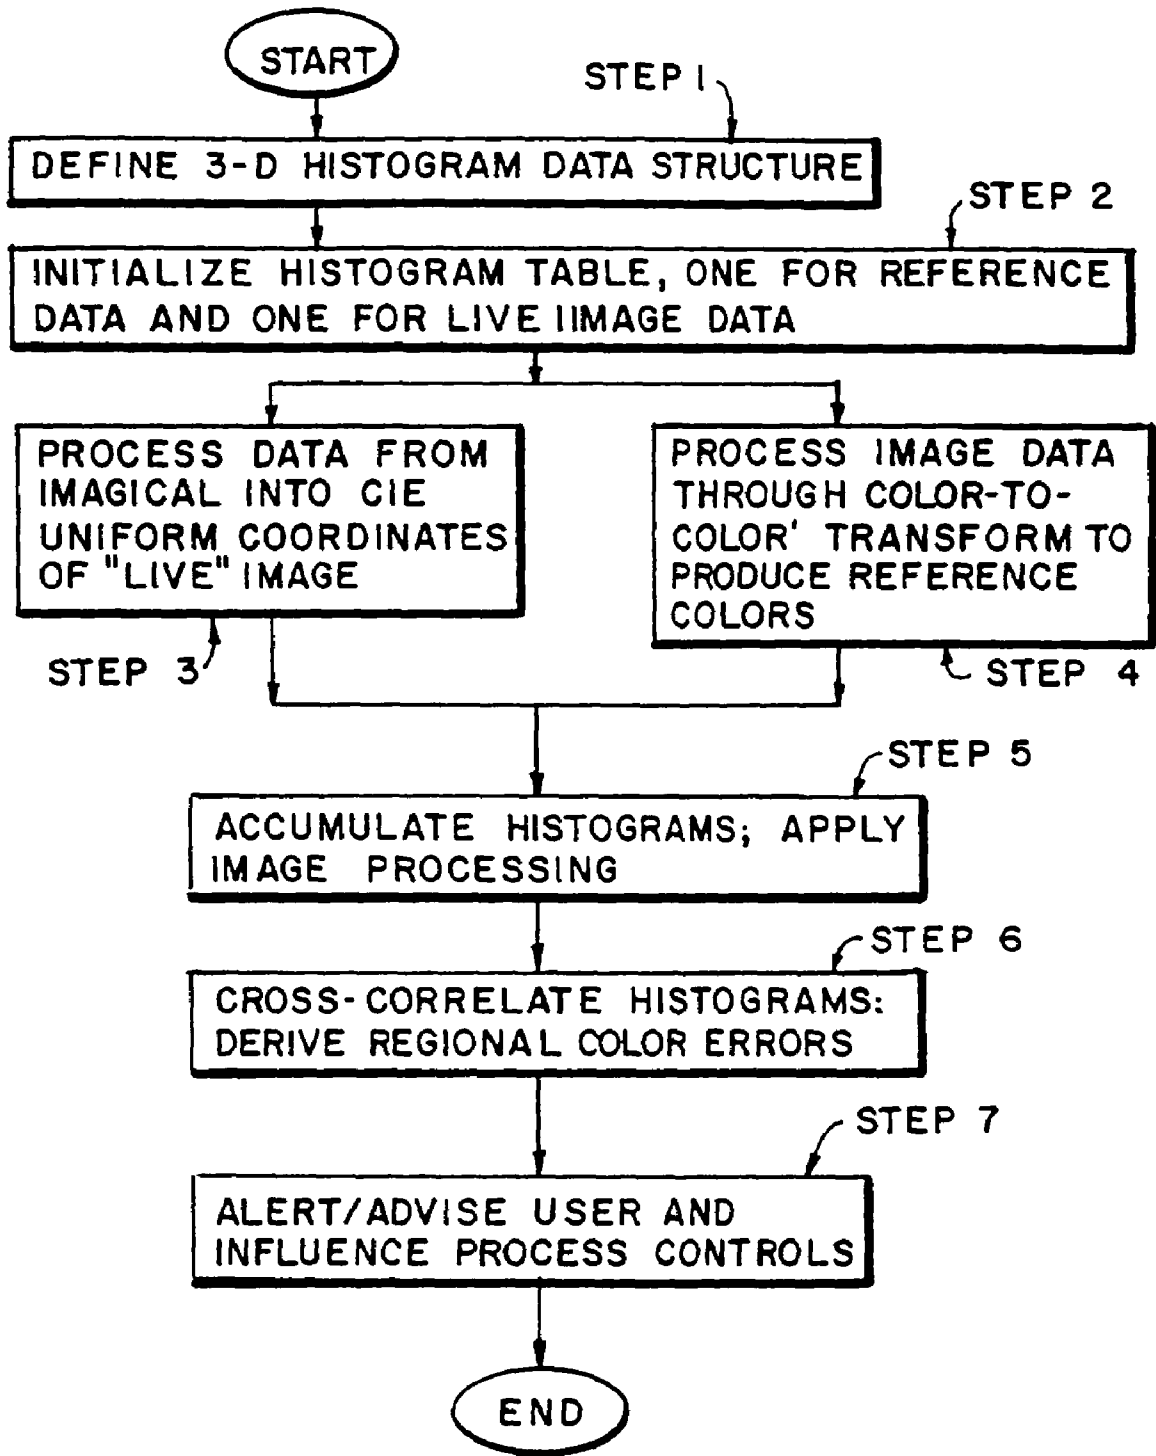 START
STEP 1
DEFINE 3-D HISTOGRAM DATA STRUCTURE
STEP 2
INITIALIZE HISTOGRAM TABLE, ONE FOR REFERENCE
DATA AND ONE FOR LIVE IIMAGE DATA
PROCESS DATA FROM
IMAGICAL INTO CIE
UNIFORM COORDINATES
OF "LIVE" IMAGE
STEP 3
PROCESS IMAGE DATA
THROUGH COLOR-TO-
COLOR' TRANSFORM TO
PRODUCE REFERENCE
COLORS
STEP 4
STEP 5
ACCUMULATE HISTOGRAMS; APPLY
IMAGE PROCESSING
STEP 6
CROSS-CORRELATE HISTOGRAMS:
DERIVE REGIONAL COLOR ERRORS
STEP 7
ALERT/ADVISE USER AND
INFLUENCE PROCESS CONTROLS
END